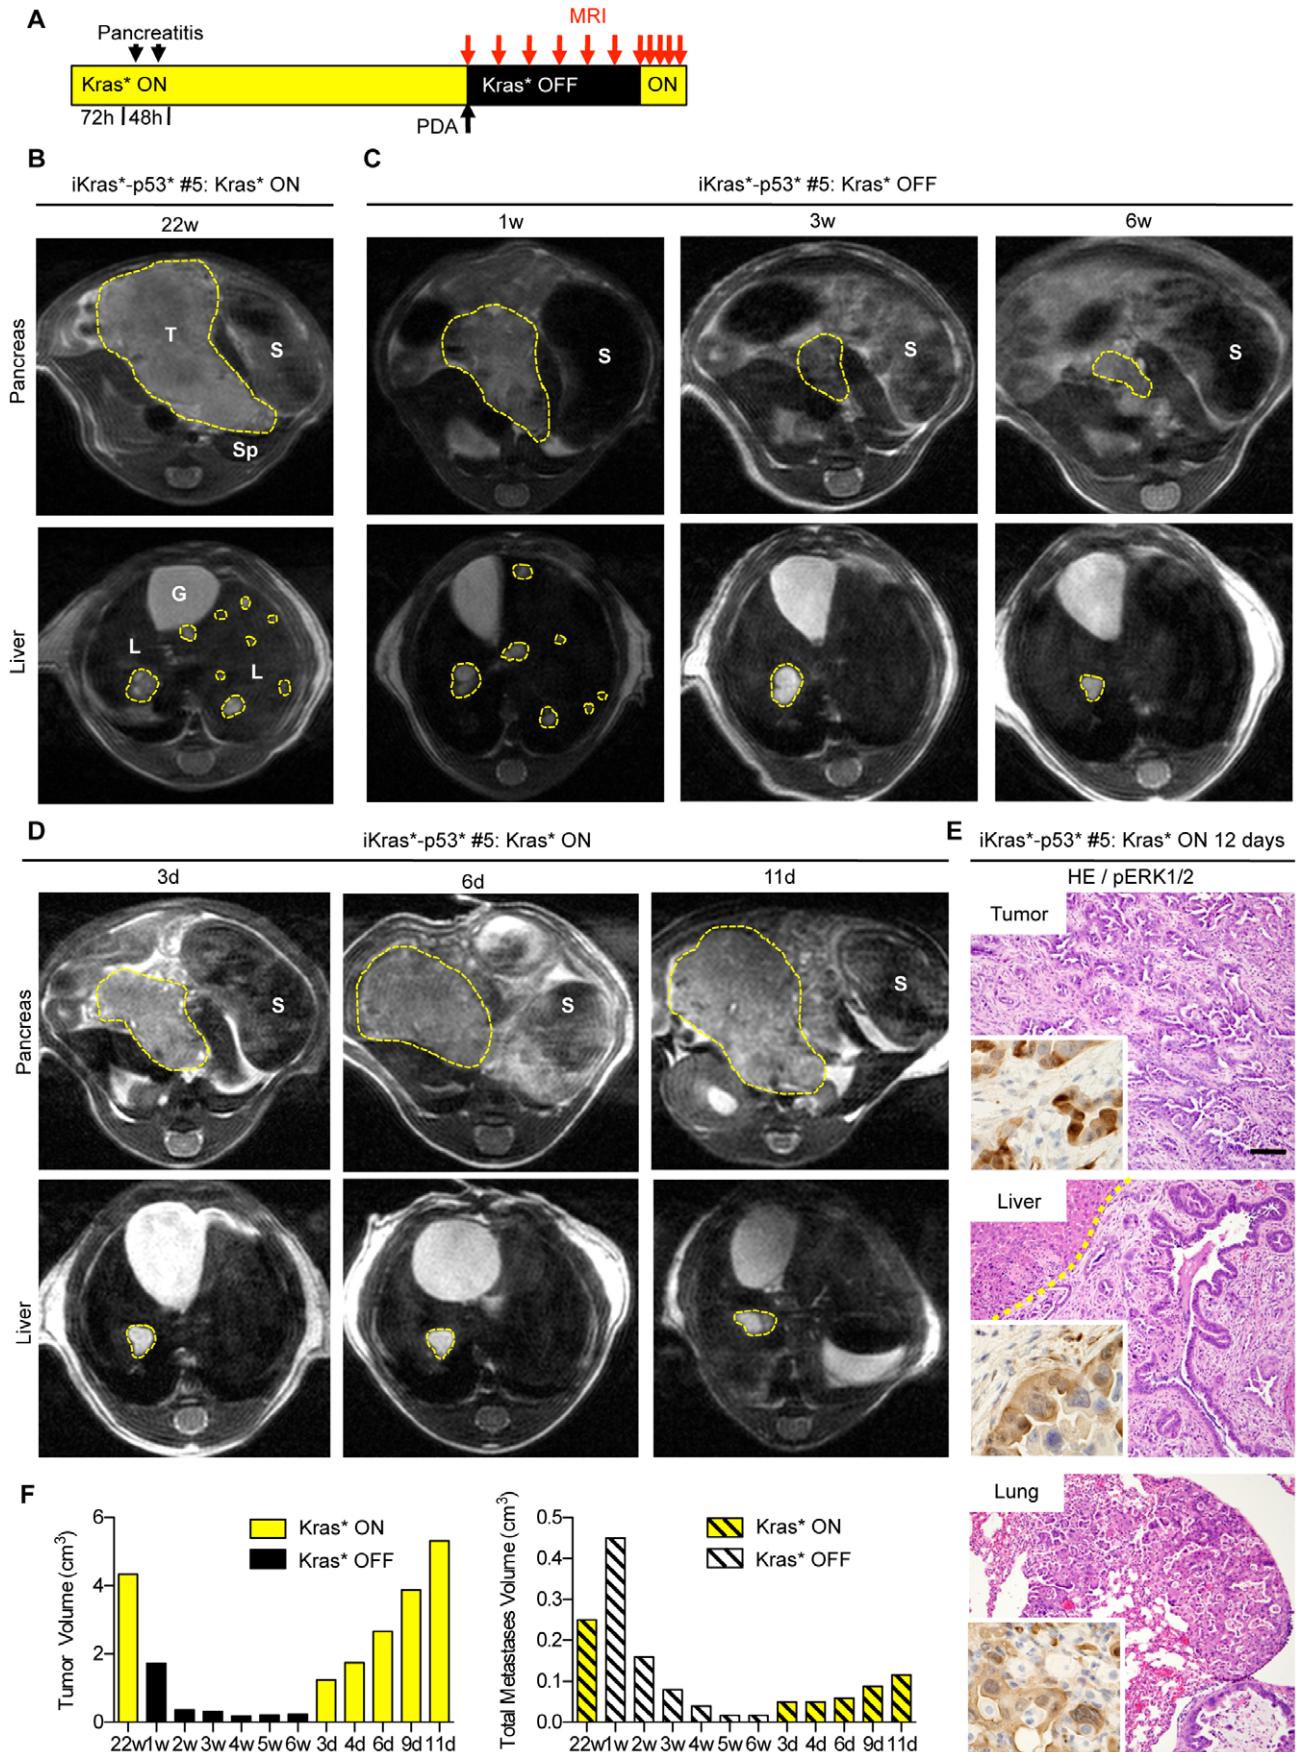 A
Pancreatitis
MRI
Kras* ON
Kras* OFF
ON
72h
48h
PDA
B
iKras*-p53* #5: Kras* ON
22w
C
iKras*-p53* #5: Kras* OFF
1w
3w
6w
Pancreas
T
S
Sp
S
S
S
Liver
G
L
L
D
iKras*-p53* #5: Kras* ON
3d
6d
11d
Pancreas
S
S
S
Liver
E
iKras*-p53* #5: Kras* ON 12 days
HE / pERK1/2
Tumor
Liver
Lung
F
Tumor Volume (cm3)
6
4
2
0
Kras* ON
Kras* OFF
22w 1w 2w 3w 4w 5w 6w 3d 4d 6d 9d 11d
Total Metastases Volume (cm3)
0.5
0.4
0.3
0.2
0.1
0.0
Kras* ON
Kras* OFF
22w 1w 2w 3w 4w 5w 6w 3d 4d 6d 9d 11d